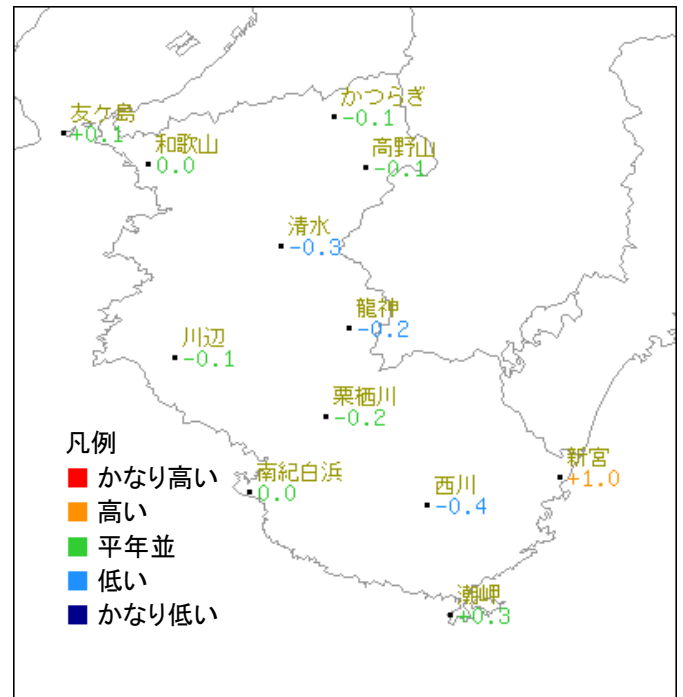 かつらぎ
-0.1
友ケ島
+0.1
和歌山
0.0
高野山
-0.1
清水
-0.3
龍神
-0.2
川辺
-0.1
栗栖川
-0.2
南紀白浜
0.0
西川
-0.4
新宮
+1.0
潮岬
+0.3
凡例
かなり高い
高い
平年並
低い
かなり低い